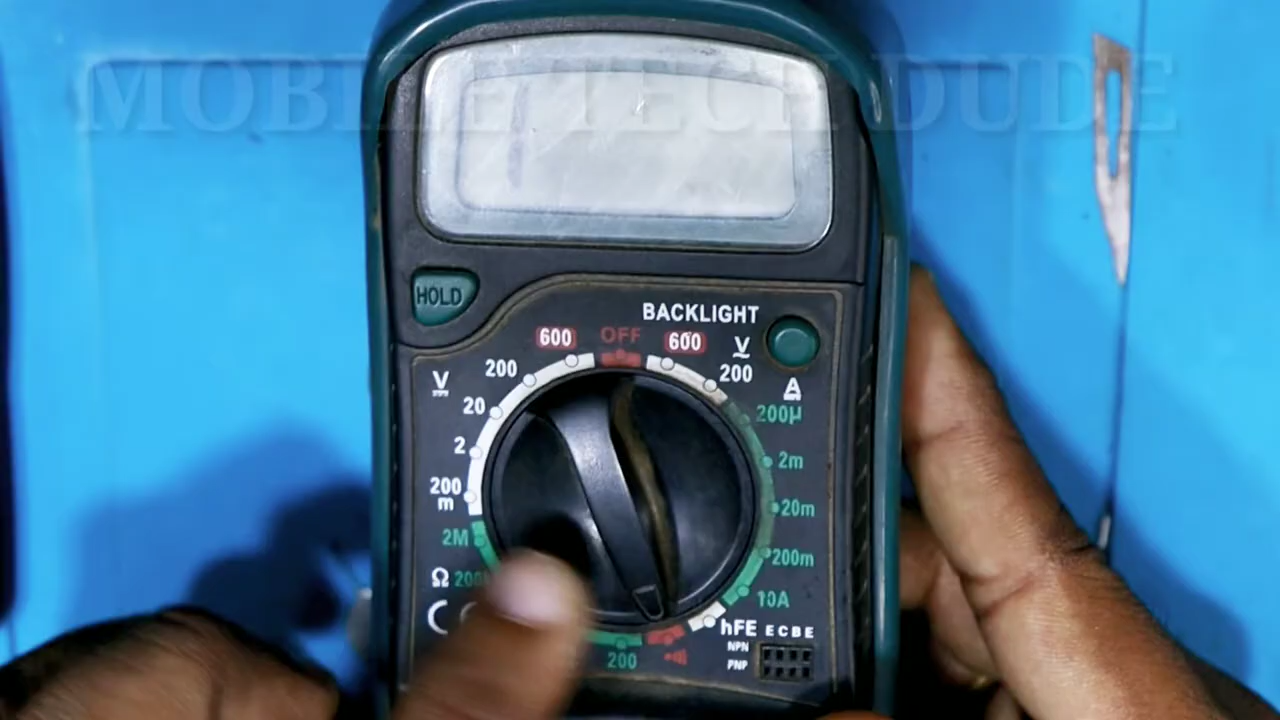 MOBILE TECH DUDE
HOLD
BACKLIGHT
600 OFF 600
V
200
V
200
A
20
200µ
2
2m
200
m
20m
2M
200m
Ω
10A
hFE E C B E
NPN
PNP
200